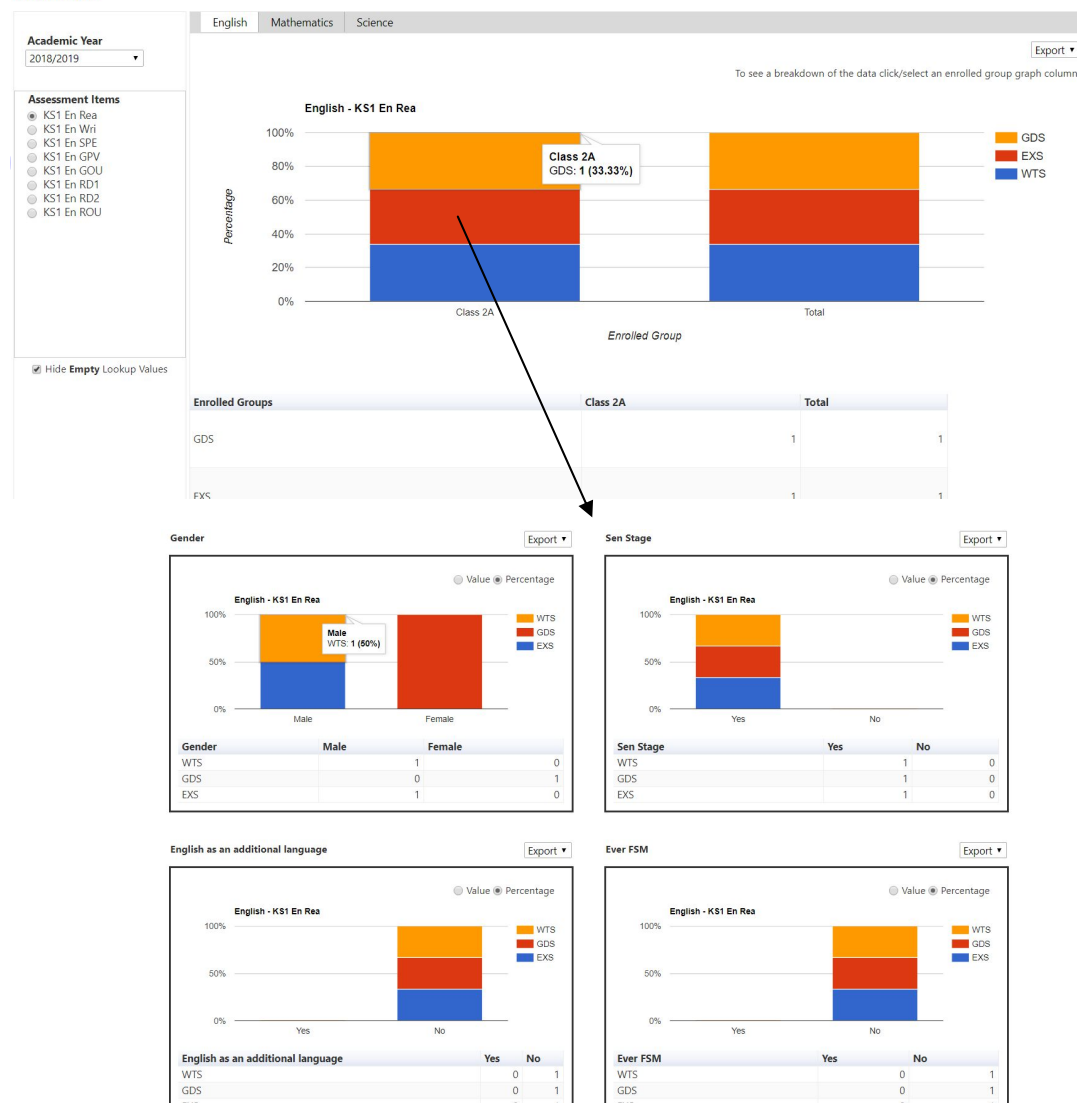 English Mathematics Science
Academic Year
2018/2019
Export
To see a breakdown of the data click/select an enrolled group graph column
Assessment Items
KS1 En Rea
KS1 En Wri
KS1 En SPE
KS1 En GPV
KS1 En GOU
KS1 En RD1
KS1 En RD2
KS1 En ROU
Hide Empty Lookup Values
English - KS1 En Rea
100%
80%
60%
40%
20%
0%
Percentage
Class 2A
GDS: 1 (33.33%)
GDS
EXS
WTS
Class 2A Total
Enrolled Group
Enrolled Groups Class 2A Total
GDS 1 1
EXS 1 1
Gender Export
Value Percentage
English - KS1 En Rea
100%
50%
0%
Male
WTS: 1 (50%)
WTS
GDS
EXS
Male Female
Gender Male Female
WTS 1 0
GDS 0 1
EXS 1 0
Sen Stage Export
Value Percentage
English - KS1 En Rea
100%
50%
0%
WTS
GDS
EXS
Yes No
Sen Stage Yes No
WTS 1 0
GDS 1 0
EXS 1 0
English as an additional language Export
Value Percentage
English - KS1 En Rea
100%
50%
0%
WTS
GDS
EXS
Yes No
English as an additional language Yes No
WTS 0 1
GDS 0 1
Ever FSM Export
Value Percentage
English - KS1 En Rea
100%
50%
0%
WTS
GDS
EXS
Yes No
Ever FSM Yes No
WTS 0 1
GDS 0 1